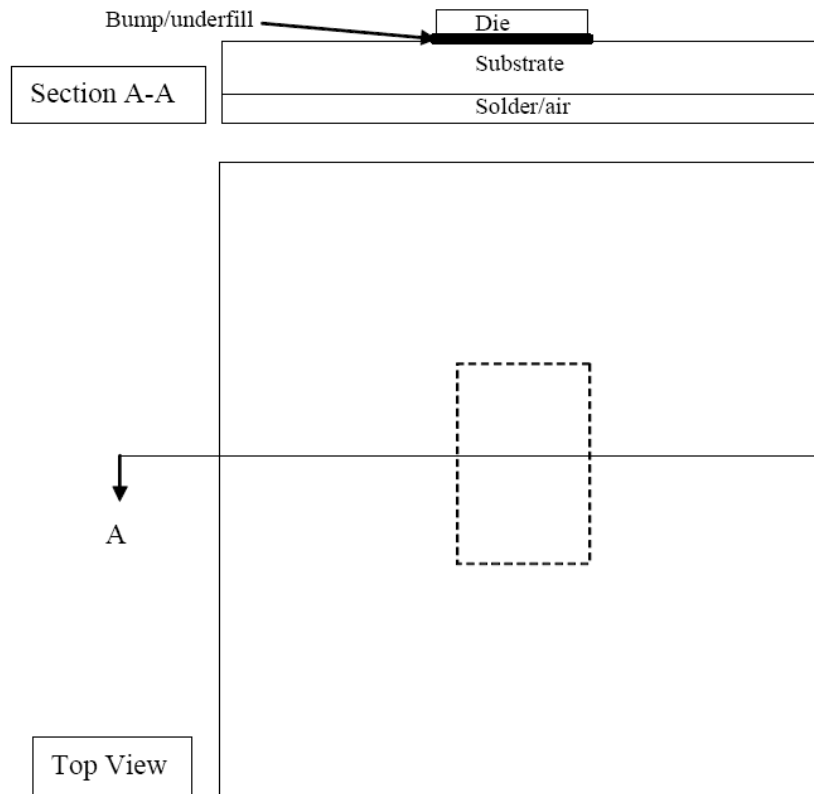 Bump/underfill
Die
Substrate
Section A-A
Solder/air
A
Top View